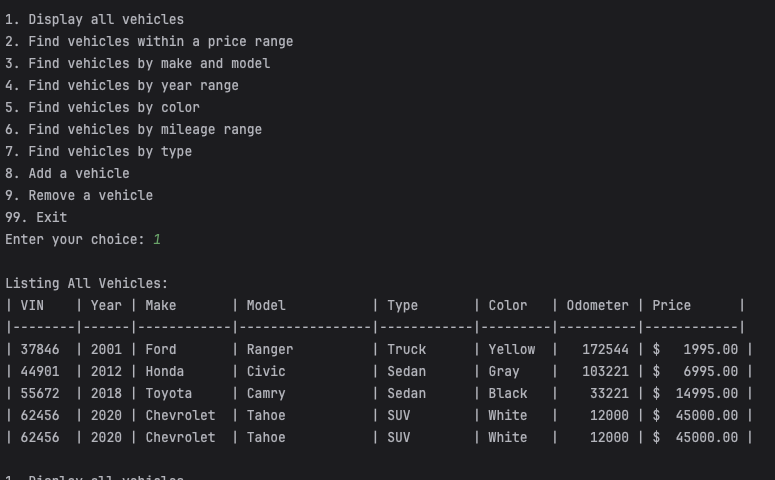 1. Display all vehicles
2. Find vehicles within a price range
3. Find vehicles by make and model
4. Find vehicles by year range
5. Find vehicles by color
6. Find vehicles by mileage range
7. Find vehicles by type
8. Add a vehicle
9. Remove a vehicle
99. Exit
Enter your choice: 1

Listing All Vehicles:
| VIN    | Year | Make       | Model           | Type       | Color   | Odometer | Price      |
|--------|------|------------|-----------------|------------|---------|----------|------------|
| 37846  | 2001 | Ford       | Ranger          | Truck      | Yellow  |   172544 | $   1995.00 |
| 44901  | 2012 | Honda      | Civic           | Sedan      | Gray    |   103221 | $   6995.00 |
| 55672  | 2018 | Toyota     | Camry           | Sedan      | Black   |    33221 | $  14995.00 |
| 62456  | 2020 | Chevrolet  | Tahoe           | SUV        | White   |    12000 | $  45000.00 |
| 62456  | 2020 | Chevrolet  | Tahoe           | SUV        | White   |    12000 | $  45000.00 |

1. Display all vehicles